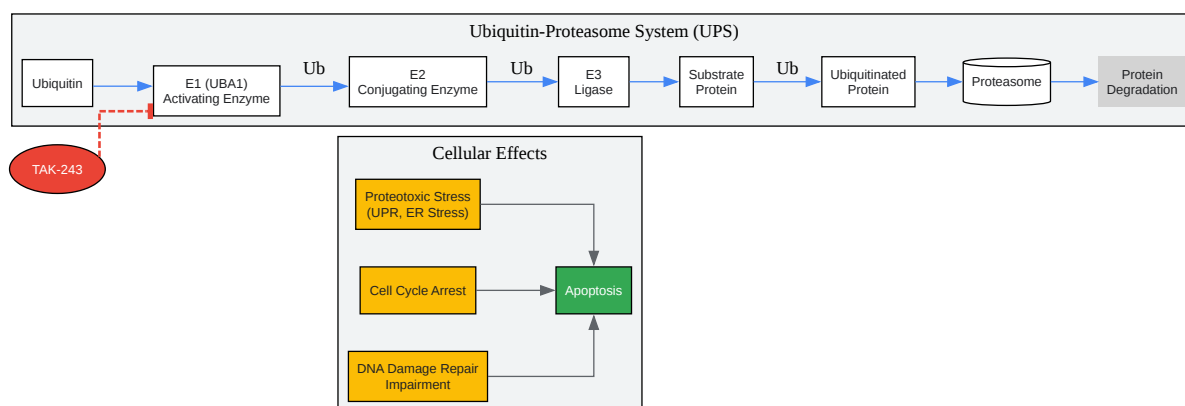 Ubiquitin-Proteasome System (UPS)
Ubiquitin
E1 (UBA1)
Activating Enzyme
Ub
E2
Conjugating Enzyme
Ub
E3
Ligase
Substrate
Protein
Ub
Ubiquitinated
Protein
Proteasome
Protein
Degradation
TAK-243
Cellular Effects
Proteotoxic Stress
(UPR, ER Stress)
Cell Cycle Arrest
Apoptosis
DNA Damage Repair
Impairment